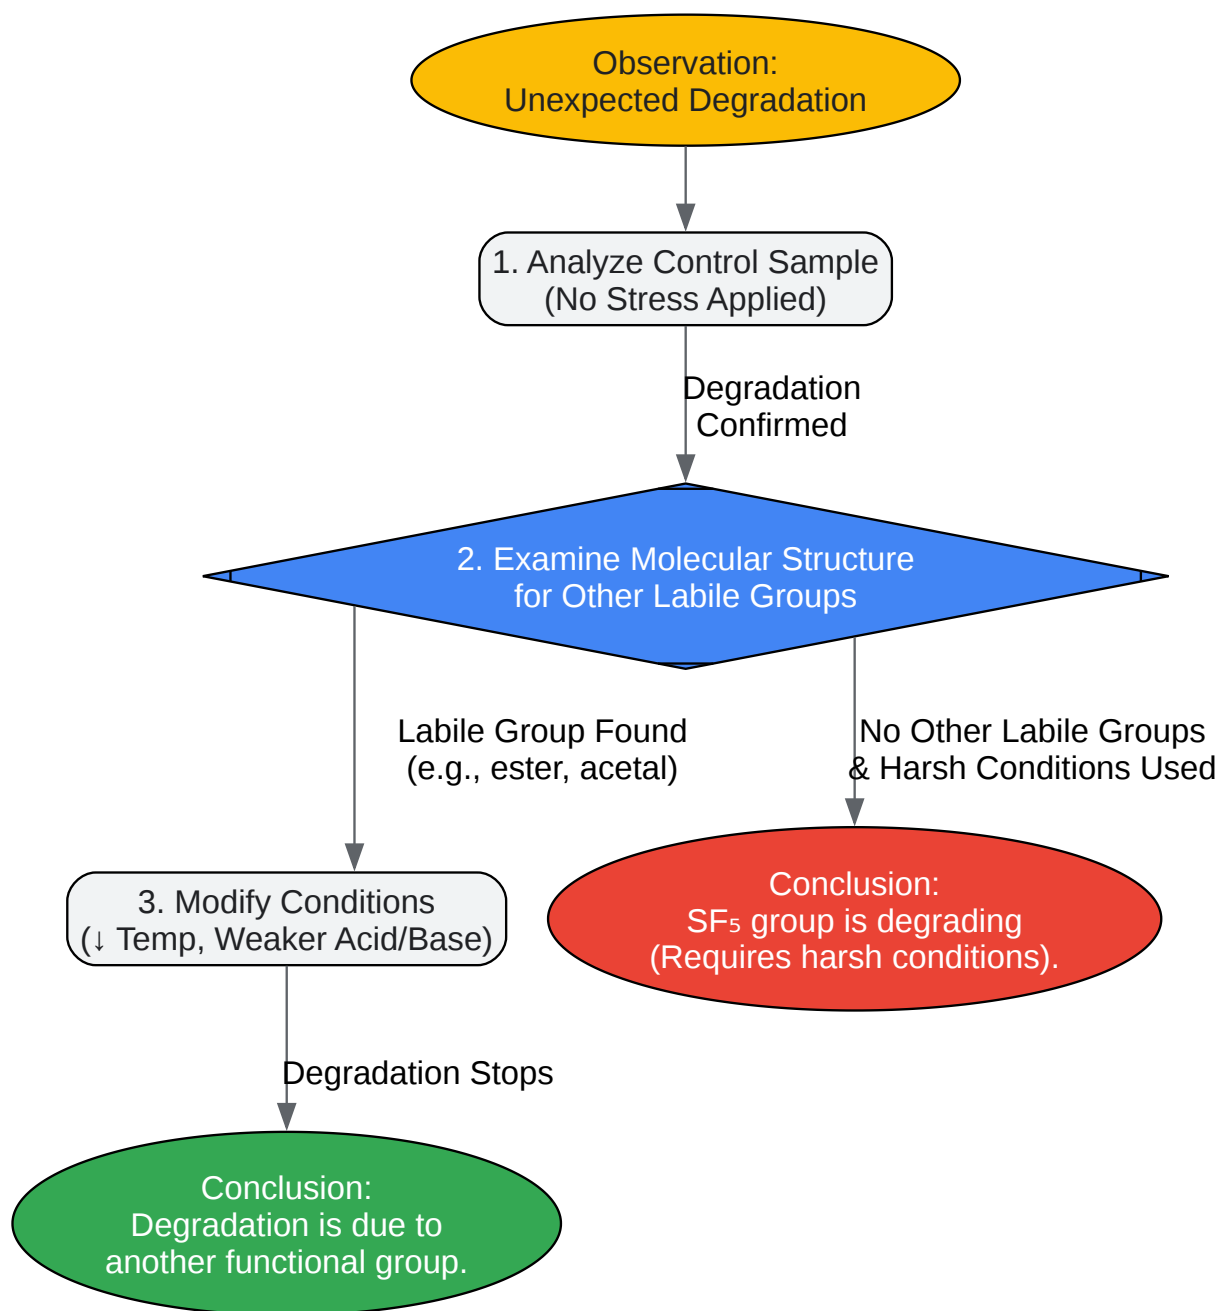 Observation:
Unexpected Degradation
1. Analyze Control Sample
(No Stress Applied)
Degradation
Confirmed
2. Examine Molecular Structure
for Other Labile Groups
Labile Group Found
(e.g., ester, acetal)
No Other Labile Groups
& Harsh Conditions Used
3. Modify Conditions
(↓ Temp, Weaker Acid/Base)
Conclusion:
SF₅ group is degrading
(Requires harsh conditions).
Degradation Stops
Conclusion:
Degradation is due to
another functional group.